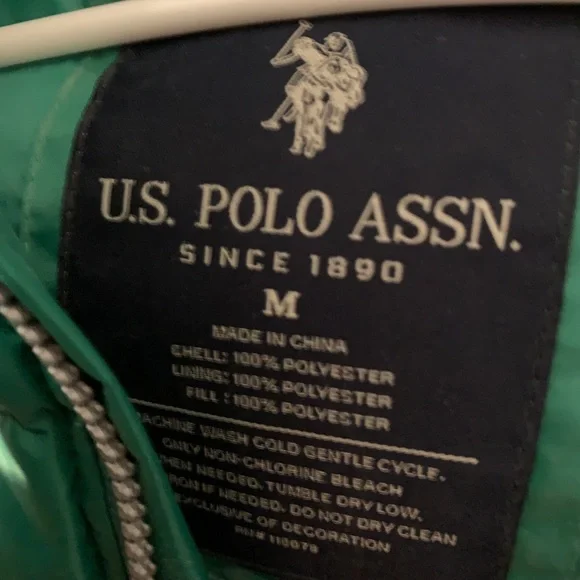 U.S. POLO ASSN.
SINCE 1890
M
MADE IN CHINA
SHELL: 100% POLYESTER
LINING: 100% POLYESTER
FILL : 100% POLYESTER
MACHINE WASH COLD GENTLE CYCLE.
ONLY NON-CHLORINE BLEACH
WHEN NEEDED. TUMBLE DRY LOW.
IRON IF NEEDED. DO NOT DRY CLEAN
EXCLUSIVE OF DECORATION
RN# 110078